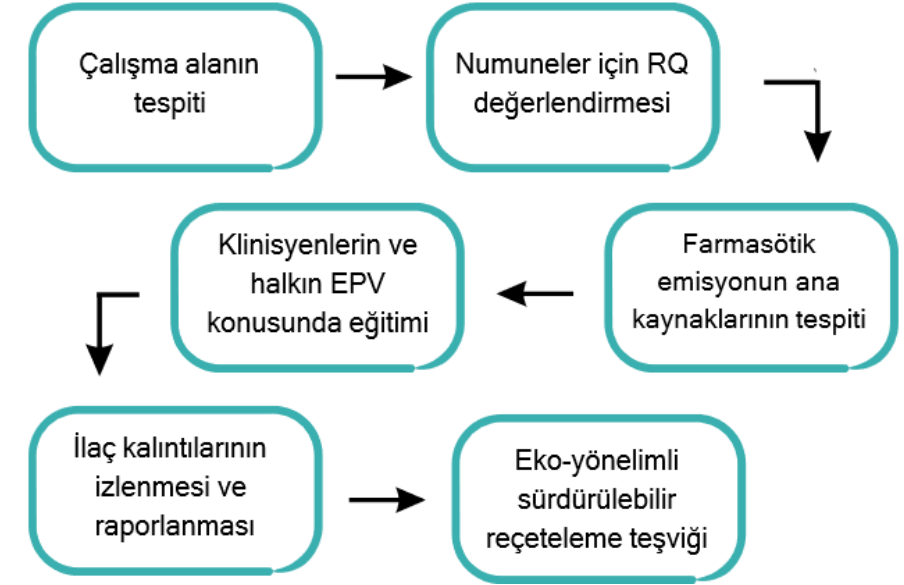 Çalışma alanın
tespiti
Numuneler için RQ
değerlendirmesi
Farmasötik
emisyonun ana
kaynaklarının tespiti
Klinisyenlerin ve
halkın EPV
konusunda eğitimi
İlaç kalıntılarının
izlenmesi ve
raporlanması
Eko-yönelimli
sürdürülebilir
reçeteleme teşviği